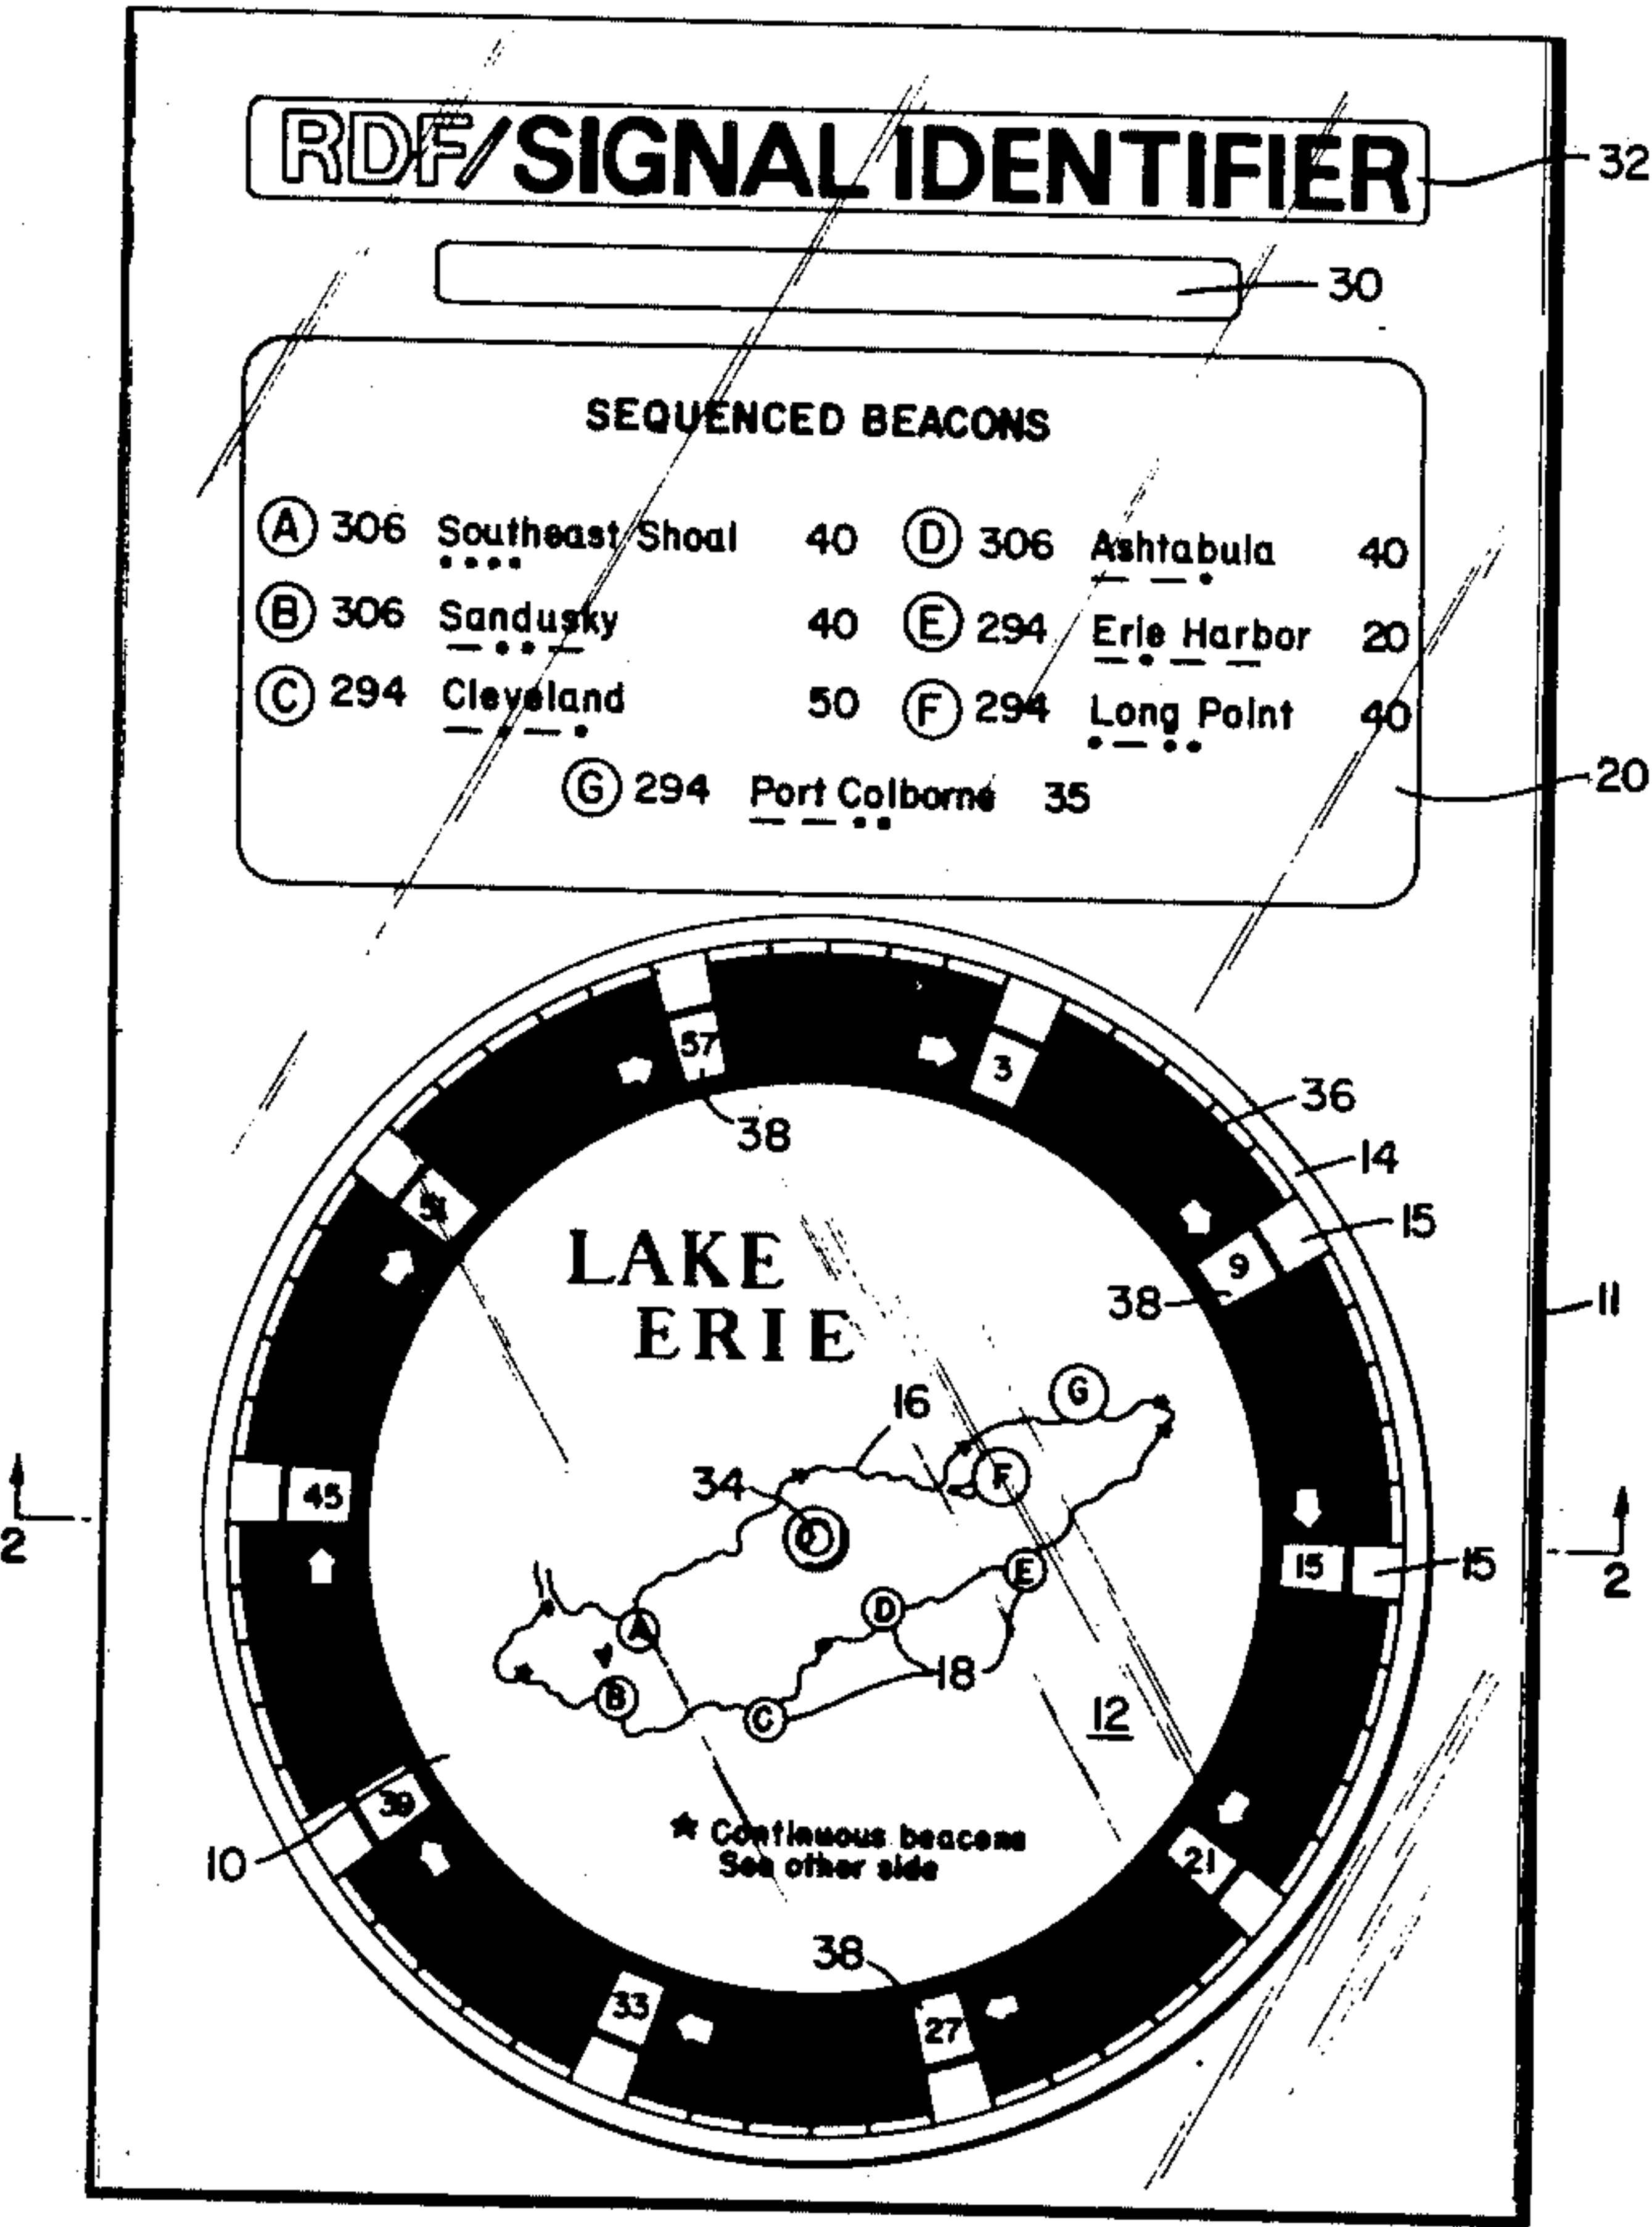 RDF/SIGNAL IDENTIFIER
32
30
SEQUENCED BEACONS
A 306 Southeast Shoal 40 D 306 Ashtabula 40
•••• — — •
B 306 Sandusky 40 E 294 Erie Harbor 20
— • • — — • — —
C 294 Cleveland 50 F 294 Long Point 40
— • — • • — • •
G 294 Port Colborne 35
— — • •
20
57
3
38
36
14
51
15
9
38
11
LAKE
ERIE
G
16
F
45
34
2
2
15
15
E
D
A
18
B
C
12
39
★ Continuous beacons
See other side
10
21
38
33
27